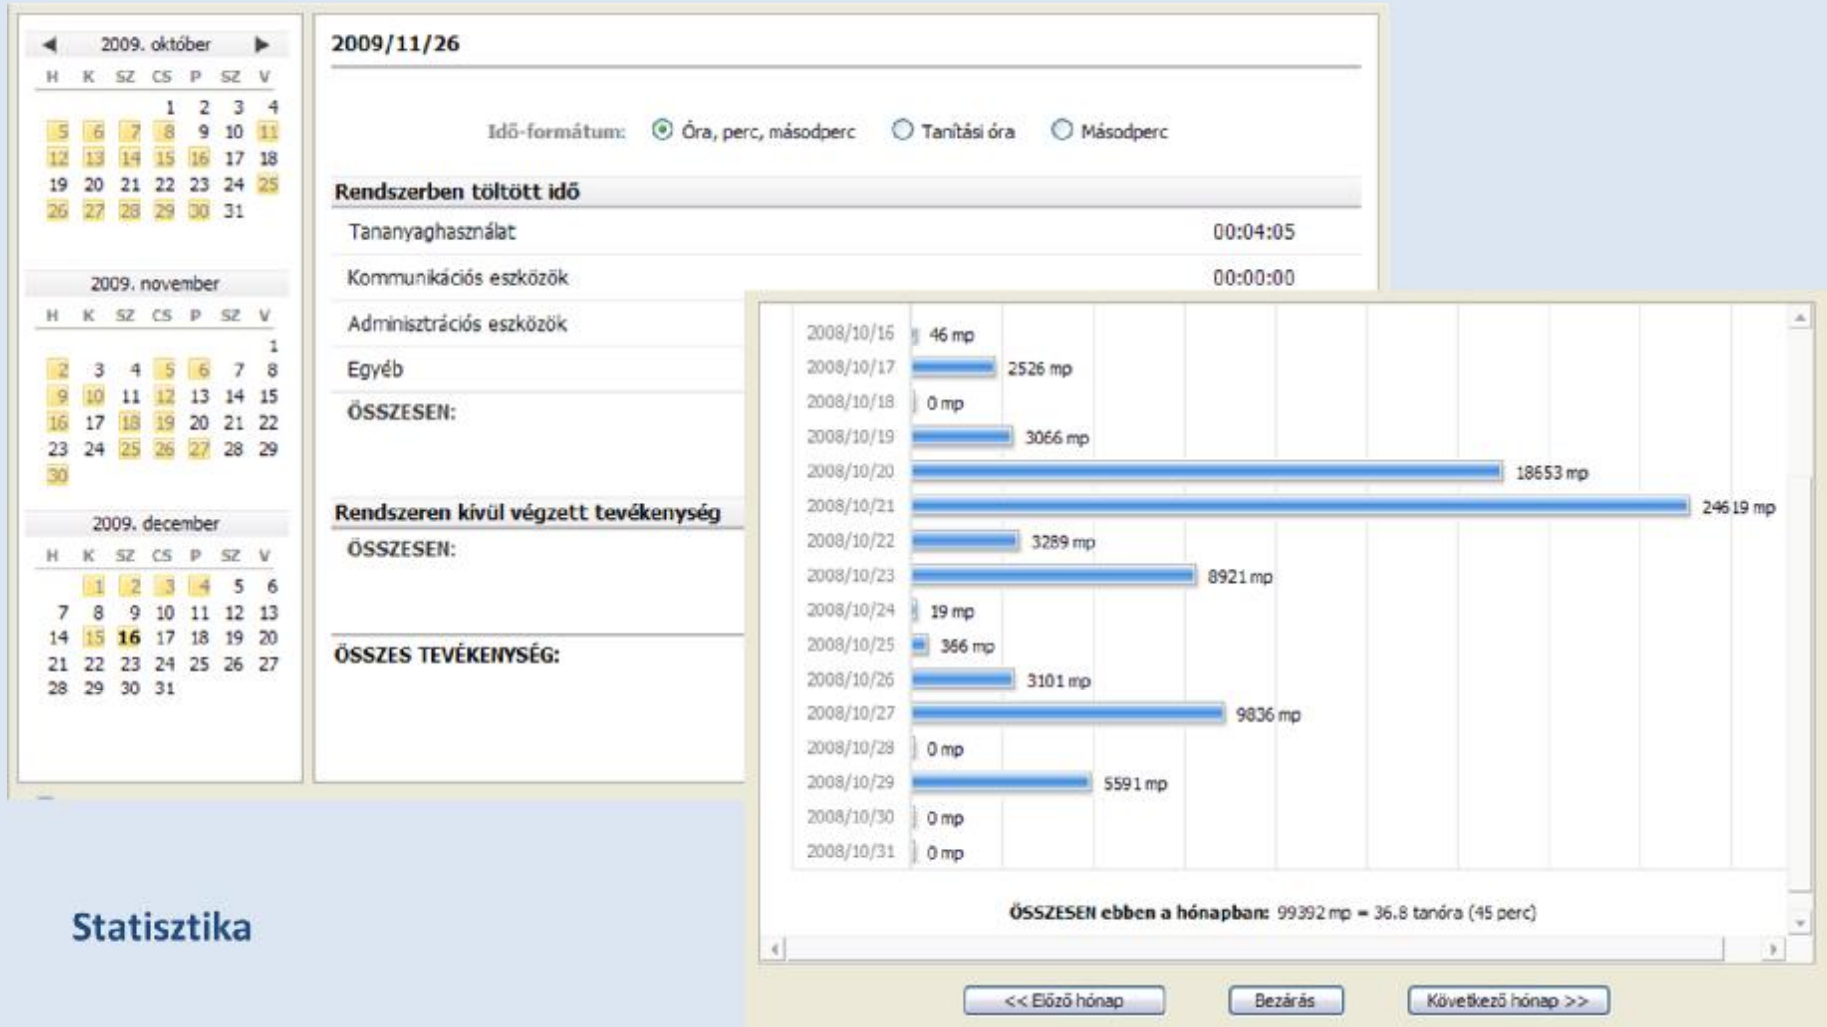 2009. október
H K SZ CS P SZ V
1 2 3 4
5 6 7 8 9 10 11
12 13 14 15 16 17 18
19 20 21 22 23 24 25
26 27 28 29 30 31
2009. november
H K SZ CS P SZ V
1
2 3 4 5 6 7 8
9 10 11 12 13 14 15
16 17 18 19 20 21 22
23 24 25 26 27 28 29
30
2009. december
H K SZ CS P SZ V
1 2 3 4 5 6
7 8 9 10 11 12 13
14 15 16 17 18 19 20
21 22 23 24 25 26 27
28 29 30 31
2009/11/26
Idő-formátum: Óra, perc, másodperc Tanítási óra Másodperc
Rendszerben töltött idő
Tananyaghasználat 00:04:05
Kommunikációs eszközök 00:00:00
Adminisztrációs eszközök
Egyéb
ÖSSZESEN:
Rendszeren kívül végzett tevékenység
ÖSSZESEN:
ÖSSZES TEVÉKENYSÉG:
2008/10/16 46 mp
2008/10/17 2526 mp
2008/10/18 0 mp
2008/10/19 3066 mp
2008/10/20 18653 mp
2008/10/21 24619 mp
2008/10/22 3289 mp
2008/10/23 8921 mp
2008/10/24 19 mp
2008/10/25 366 mp
2008/10/26 3101 mp
2008/10/27 9836 mp
2008/10/28 0 mp
2008/10/29 5591 mp
2008/10/30 0 mp
2008/10/31 0 mp
ÖSSZESEN ebben a hónapban: 99392 mp = 36.8 tanóra (45 perc)
<< Előző hónap Bezárás Következő hónap >>
Statisztika